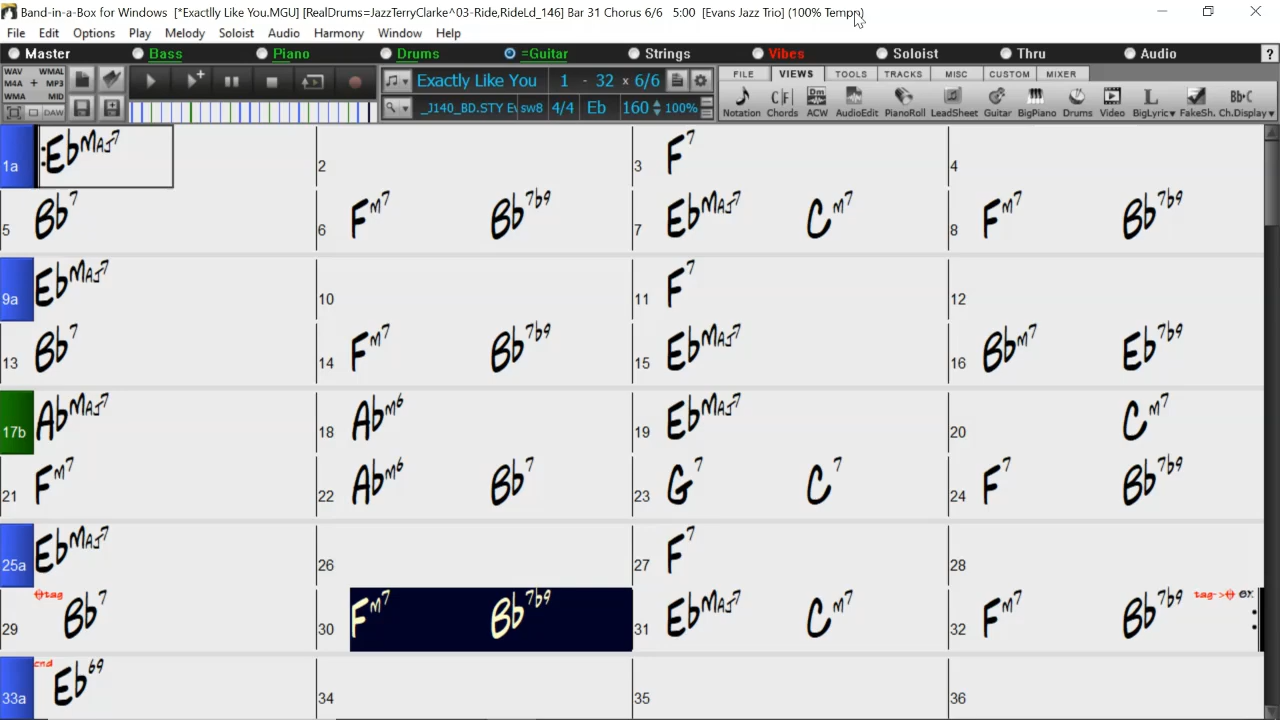 Band-in-a-Box for Windows [*Exactlly Like You.MGU] [RealDrums=JazzTerryClarke^03-Ride,RideLd_146] Bar 31 Chorus 6/6 5:00 [Evans Jazz Trio] (100% Tempo)
File Edit Options Play Melody Soloist Audio Harmony Window Help
Master Bass Piano Drums =Guitar Strings Vibes Soloist Thru Audio ?
WAV WMAL
M4A + MP3
WMA MID
DAW
Exactly Like You 1 - 32 x 6/6
_J140_BD.STY sw8 4/4 Eb 160 100%
FILE VIEWS TOOLS TRACKS MISC CUSTOM MIXER
Notation Chords ACW AudioEdit PianoRoll LeadSheet Guitar BigPiano Drums Video BigLyric FakeSh. Ch.Display
1a EbMAJ7 2 3 F7 4
5 Bb7 6 Fm7 Bb7b9 7 EbMAJ7 Cm7 8 Fm7 Bb7b9
9a EbMAJ7 10 11 F7 12
13 Bb7 14 Fm7 Bb7b9 15 EbMAJ7 16 Bbm7 Eb7b9
17b AbMAJ7 18 Abm6 19 EbMAJ7 20 Cm7
21 Fm7 22 Abm6 Bb7 23 G7 C7 24 F7 Bb7b9
25a EbMAJ7 26 27 F7 28
tag tag->
29 Bb7 30 Fm7 Bb7b9 31 EbMAJ7 Cm7 32 Fm7 Bb7b9
end
33a Eb69 34 35 36